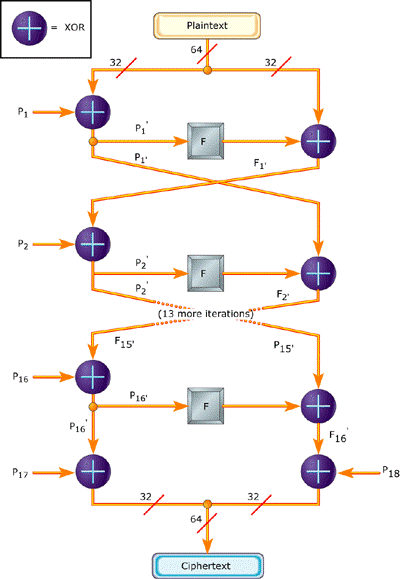 = XOR
Plaintext
64
32 32
P1
P1'
F
P1' F1'
P2
P2'
F
P2' F2'
(13 more iterations)
F15' P15'
P16
P16'
F
P16' F16'
P17 P18
32 32
64
Ciphertext